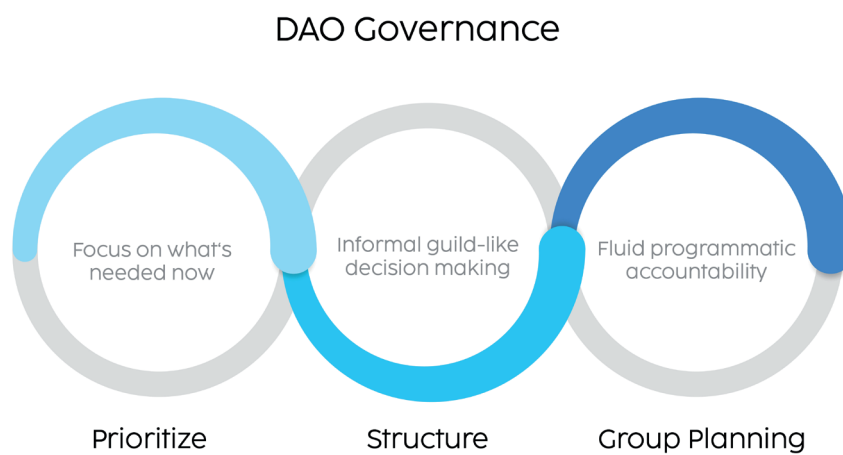 DAO Governance
Focus on what's
needed now
Informal guild-like
decision making
Fluid programmatic
accountability
Prioritize
Structure
Group Planning